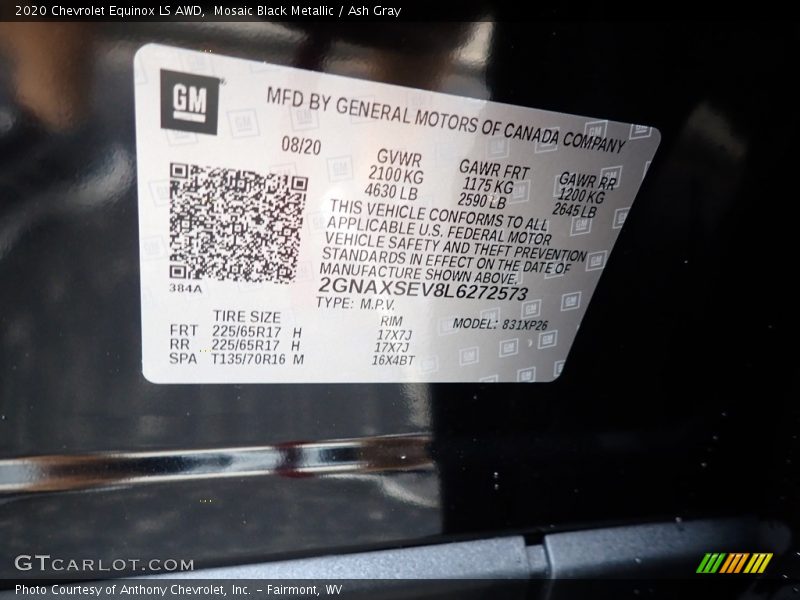 2020 Chevrolet Equinox LS AWD, Mosaic Black Metallic / Ash Gray
GM
MFD BY GENERAL MOTORS OF CANADA COMPANY
08/20
GVWR
2100 KG
4630 LB
GAWR FRT
1175 KG
2590 LB
GAWR RR
1200 KG
2645 LB
THIS VEHICLE CONFORMS TO ALL
APPLICABLE U.S. FEDERAL MOTOR
VEHICLE SAFETY AND THEFT PREVENTION
STANDARDS IN EFFECT ON THE DATE OF
MANUFACTURE SHOWN ABOVE.
384A
2GNAXSEV8L6272573
TYPE: M.P.V.
MODEL: 831XP26
TIRE SIZE RIM
FRT 225/65R17 H 17X7J
RR 225/65R17 H 17X7J
SPA T135/70R16 M 16X4BT
GTCARLOT.COM
Photo Courtesy of Anthony Chevrolet, Inc. – Fairmont, WV